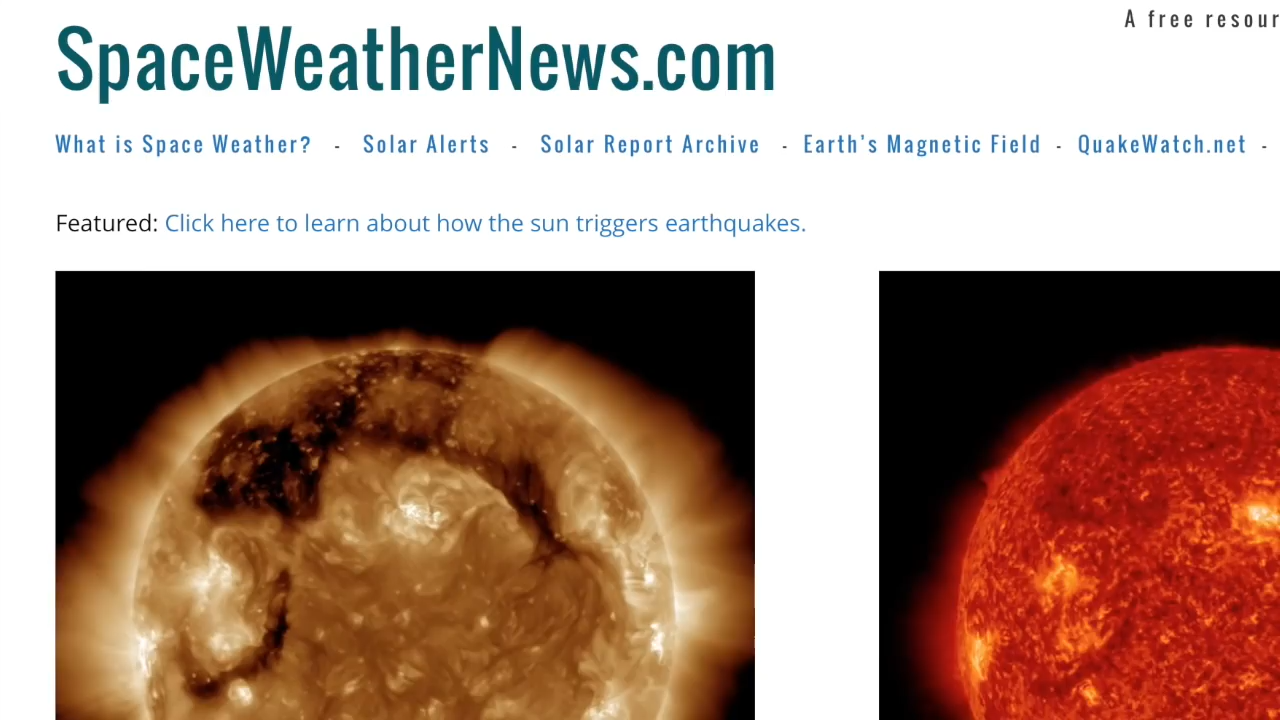 A free resour
SpaceWeatherNews.com
What is Space Weather? - Solar Alerts - Solar Report Archive - Earth's Magnetic Field - QuakeWatch.net -
Featured: Click here to learn about how the sun triggers earthquakes.